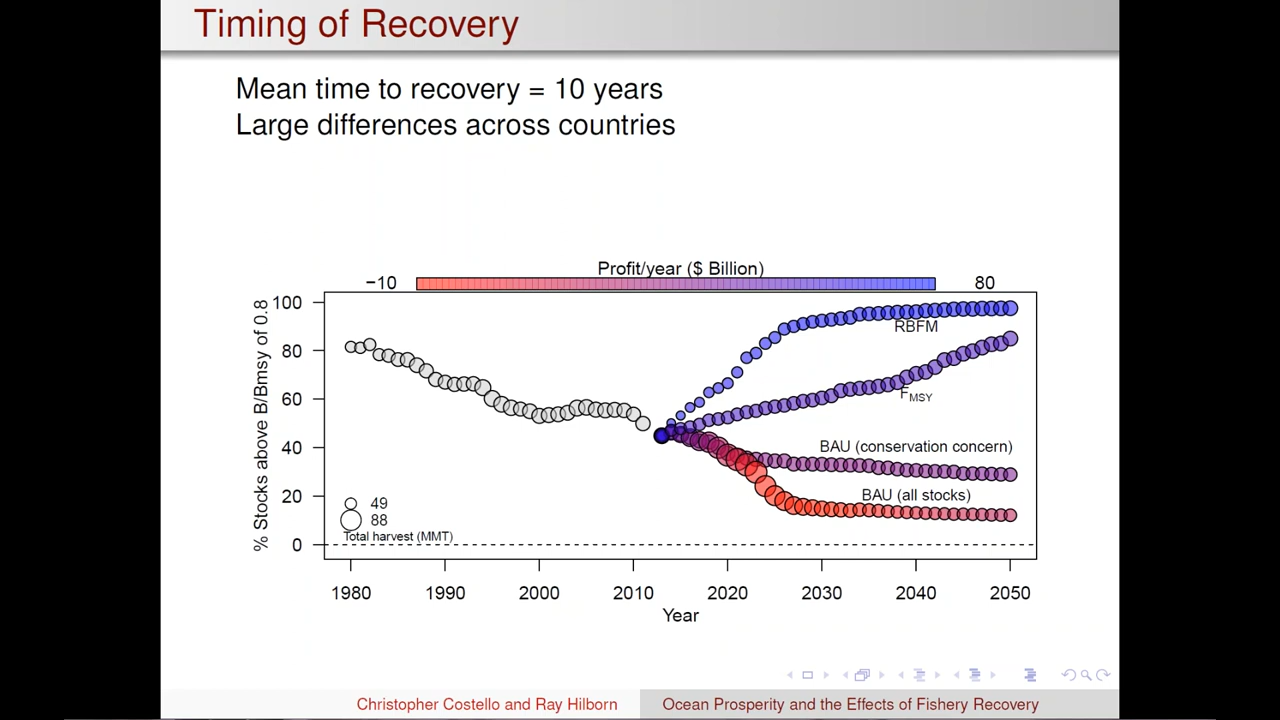 Timing of Recovery
Mean time to recovery = 10 years
Large differences across countries
Profit/year ($ Billion)
−10
80
% Stocks above B/Bmsy of 0.8
100
80
60
40
20
0
RBFM
FMSY
BAU (conservation concern)
BAU (all stocks)
49
88
Total harvest (MMT)
1980 1990 2000 2010 2020 2030 2040 2050
Year
Christopher Costello and Ray Hilborn
Ocean Prosperity and the Effects of Fishery Recovery